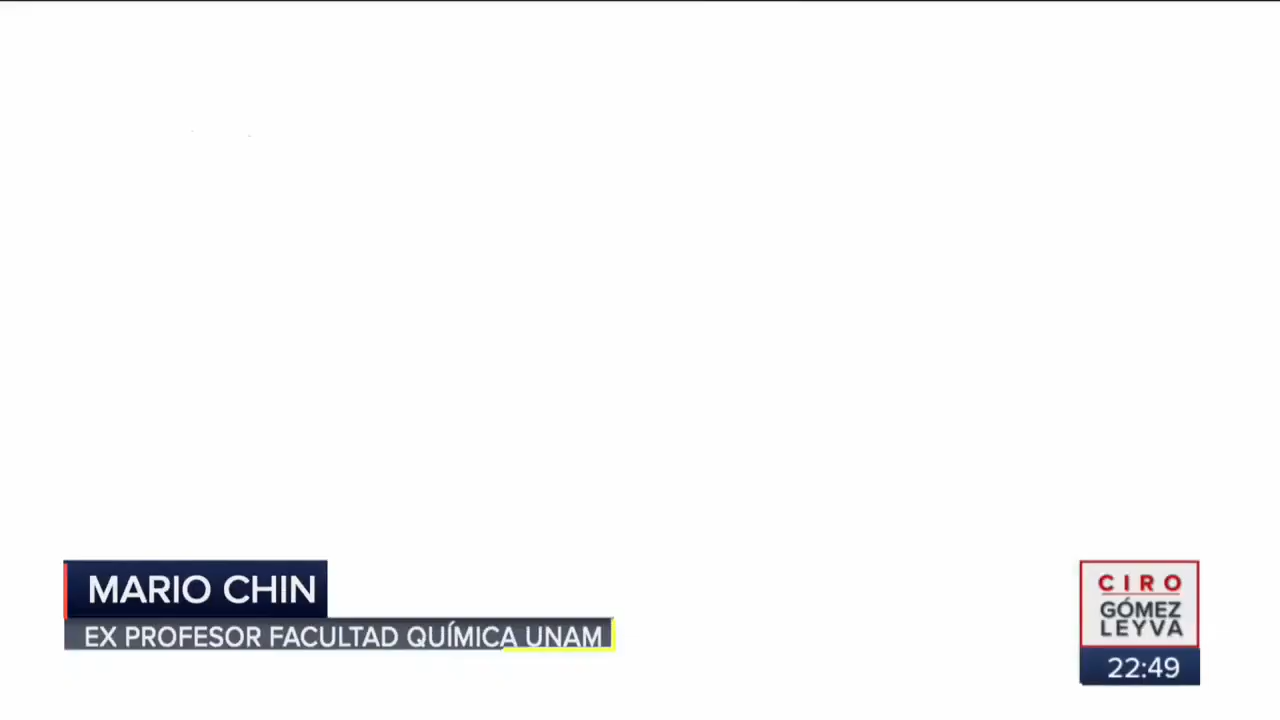 MARIO CHIN
EX PROFESOR FACULTAD QUÍMICA UNAM
CIRO
GÓMEZ
LEYVA
22:49